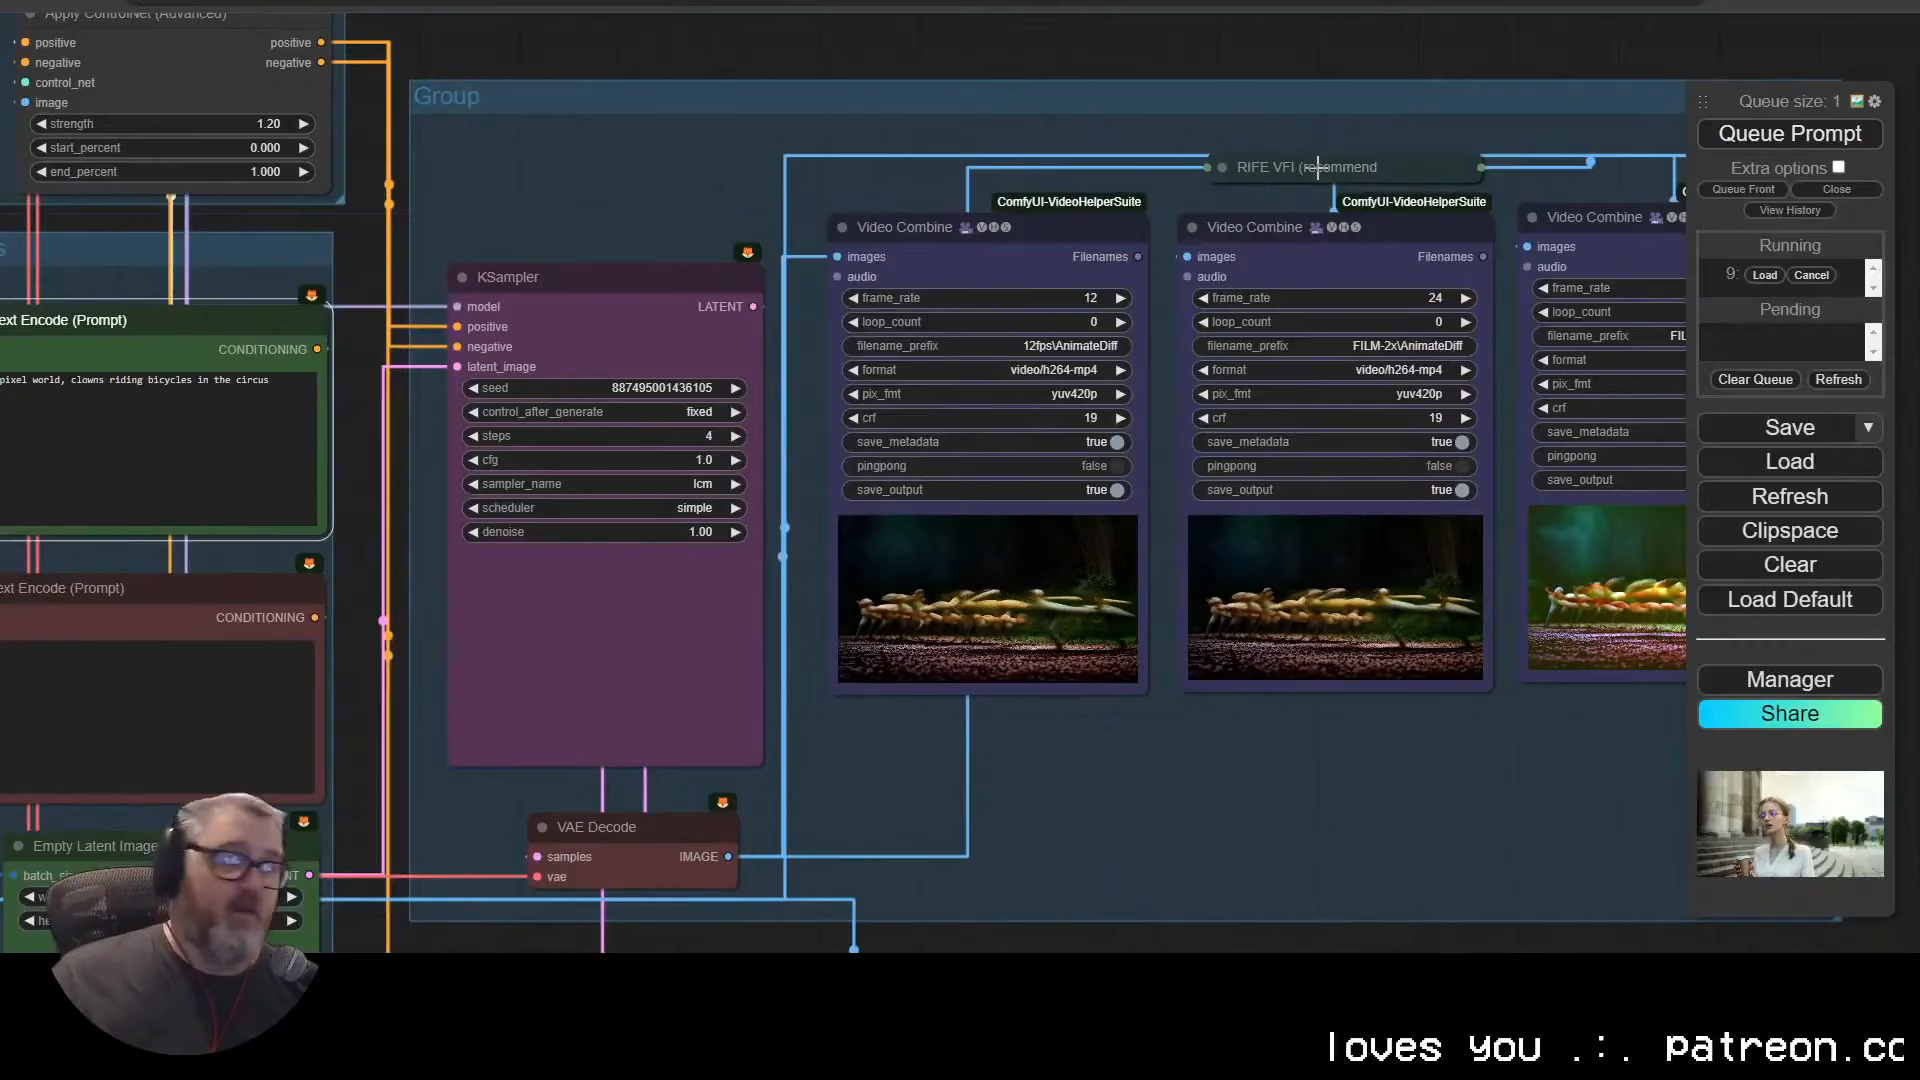 Apply ControlNet (Advanced)
positive
positive
negative
negative
control_net
image
strength
1.20
start_percent
0.000
end_percent
1.000
ext Encode (Prompt)
CONDITIONING
pixel world, clowns riding bicycles in the circus
ext Encode (Prompt)
CONDITIONING
Empty Latent Image
batch_si
NT
w
he
Group
KSampler
model
LATENT
positive
negative
latent_image
seed
887495001436105
control_after_generate
fixed
steps
4
cfg
1.0
sampler_name
lcm
scheduler
simple
denoise
1.00
VAE Decode
samples
IMAGE
vae
RIFE VFI (recommend
ComfyUI-VideoHelperSuite
Video Combine 🎥🅥🅗🅢
images
Filenames
audio
frame_rate
12
loop_count
0
filename_prefix
12fps\AnimateDiff
format
video/h264-mp4
pix_fmt
yuv420p
crf
19
save_metadata
true
pingpong
false
save_output
true
ComfyUI-VideoHelperSuite
Video Combine 🎥🅥🅗🅢
images
Filenames
audio
frame_rate
24
loop_count
0
filename_prefix
FILM-2x\AnimateDiff
format
video/h264-mp4
pix_fmt
yuv420p
crf
19
save_metadata
true
pingpong
false
save_output
true
Video Combine 🎥🅥🅗
images
audio
frame_rate
loop_count
filename_prefix
FIL
format
pix_fmt
crf
save_metadata
pingpong
save_output
Queue size: 1
Queue Prompt
Extra options
Queue Front
Close
View History
Running
9: Load Cancel
Pending
Clear Queue
Refresh
Save
Load
Refresh
Clipspace
Clear
Load Default
Manager
Share
loves you .:. patreon.co